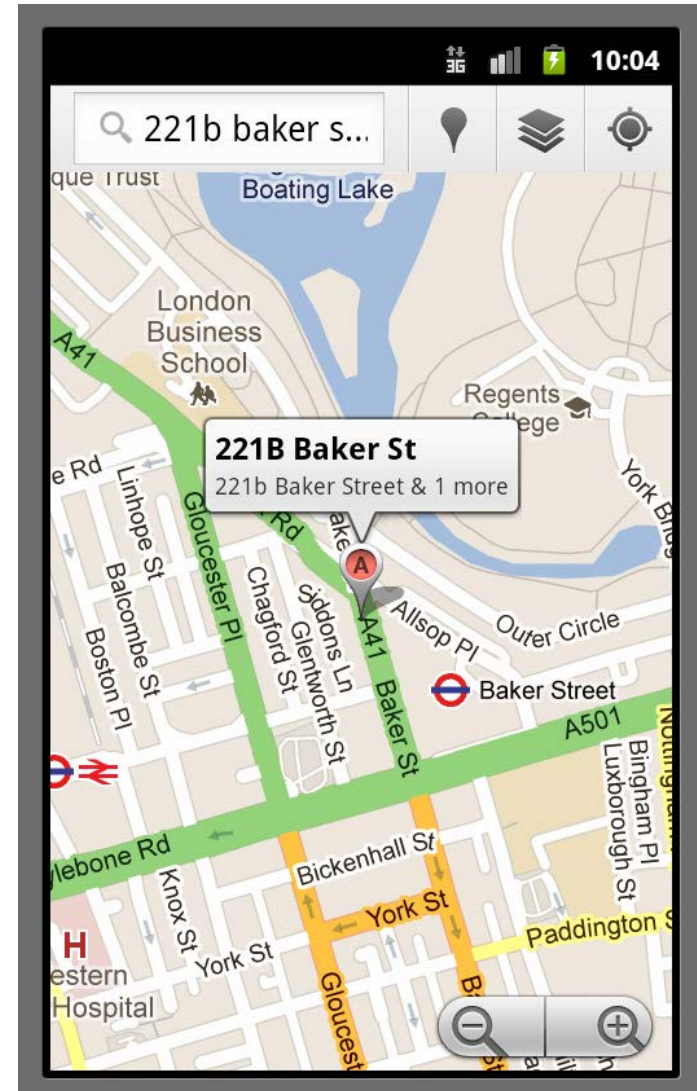 3G
10:04
221b baker s...
que Trust
Boating Lake
London
Business
School
A41
Regents
ege
221B Baker St
221b Baker Street & 1 more
e Rd
Rd
York
Linhope St
Gloucester Pl
A
Balcombe St
Chagford St
Siddons Ln
Allsop Pl
Outer Circle
Boston Pl
Glentworth St
A41
Baker St
Baker Street
A501
Bingham Pl
Luxborough St
ylebone Rd
Bickenhall St
Knox St
York St
York St
Paddington
H
estern
Hospital
Gloucest